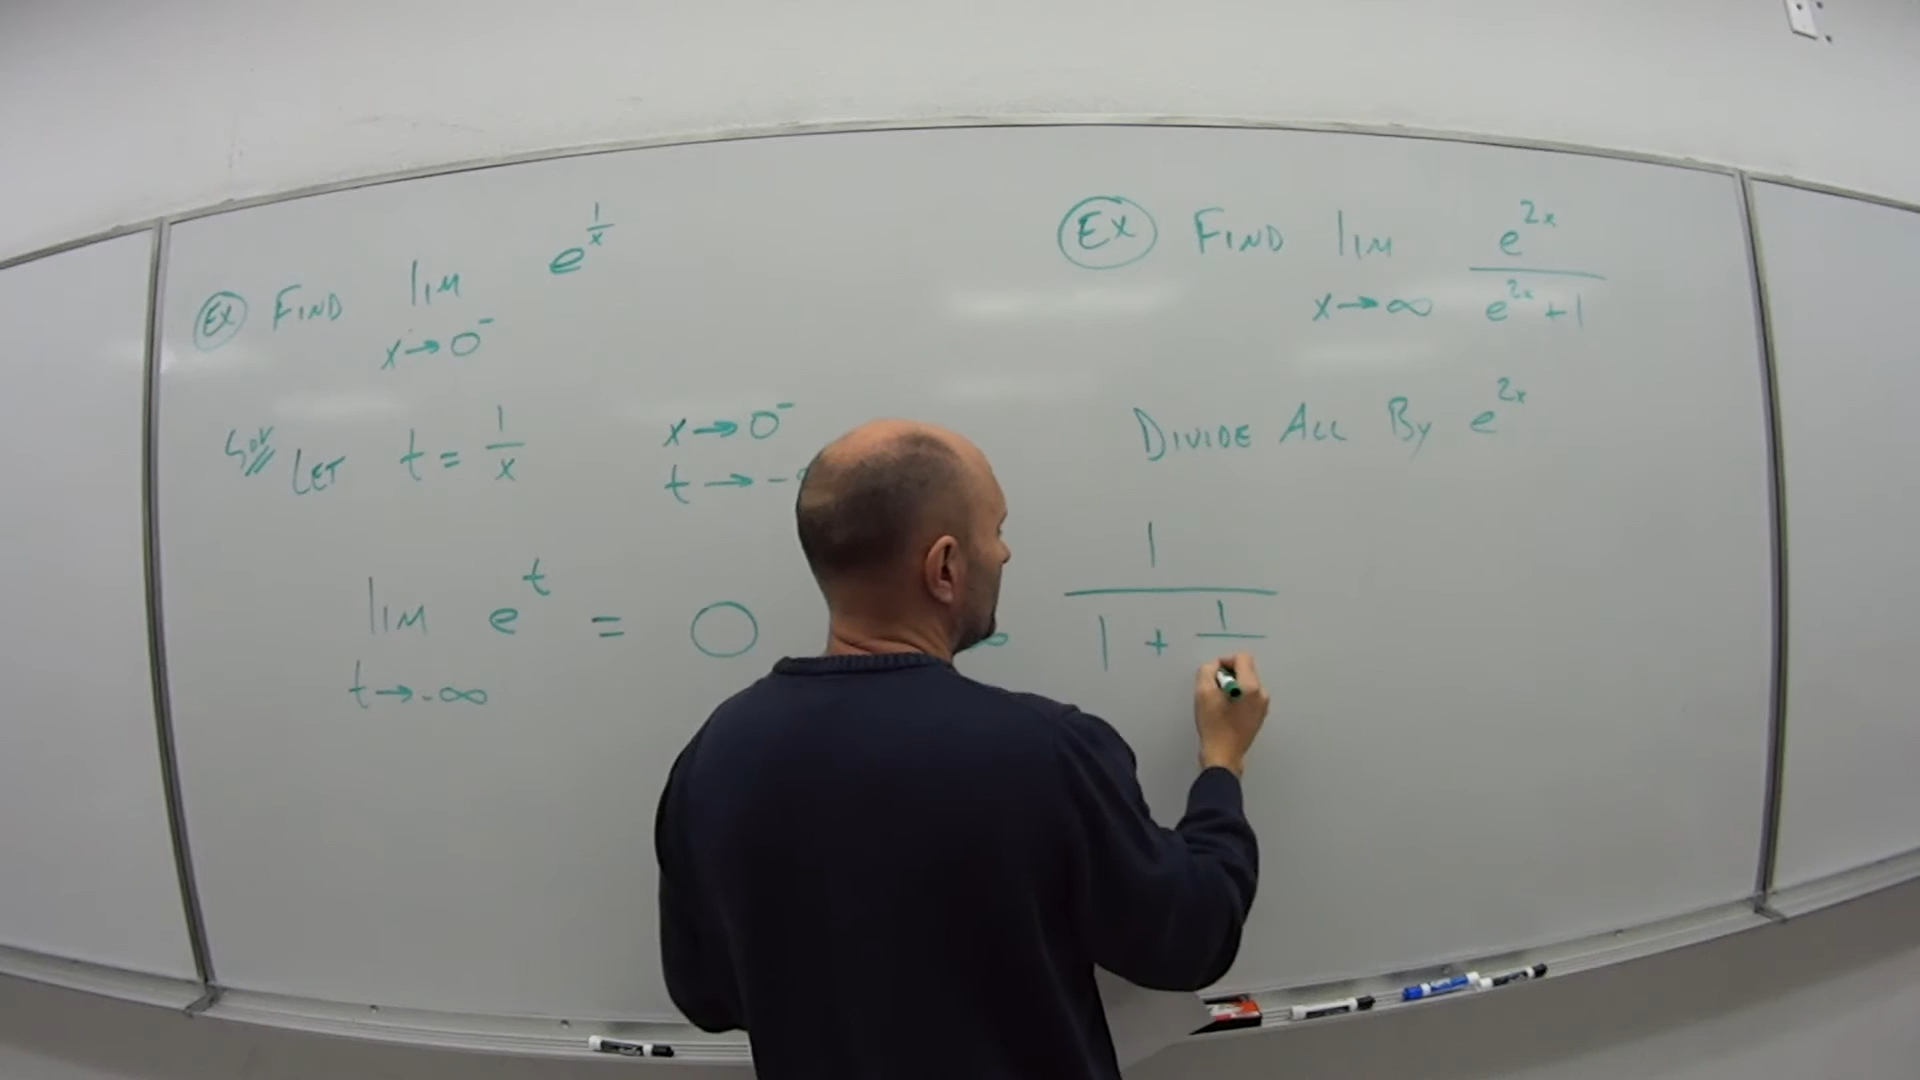 Ex FIND lim e^{1/x}
x→0⁻
Sol LET t = 1/x
x→0⁻
t→-
lim e^t = 0
t→-∞
Ex FIND lim e^{2x}/(e^{2x}+1)
x→∞
DIVIDE ALL BY e^{2x}
1
1 + 1